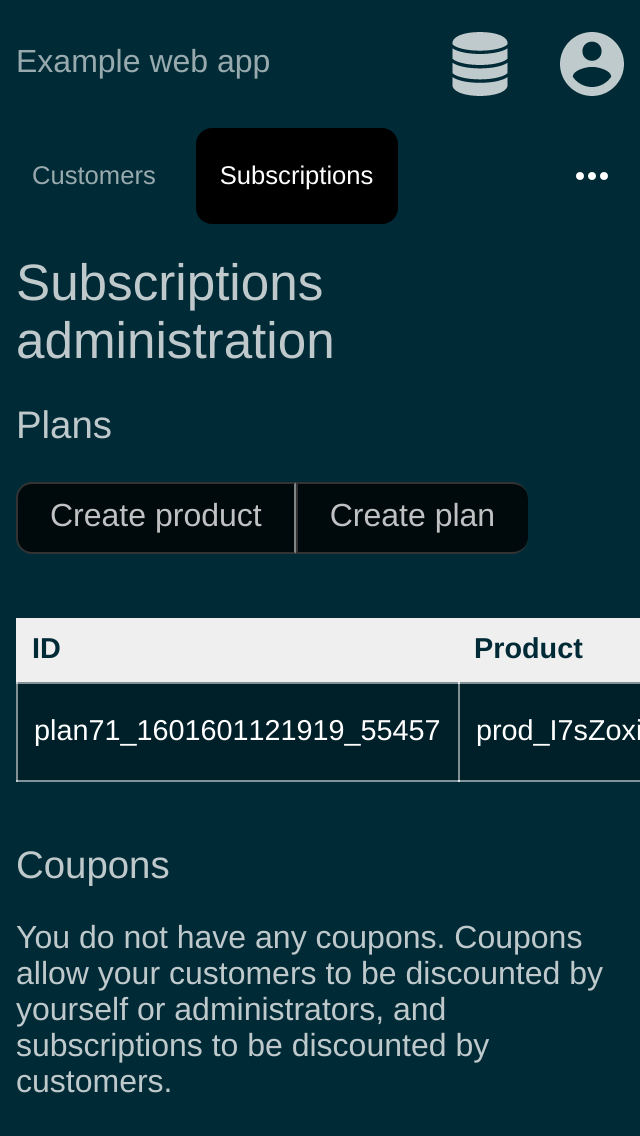 Example web app
Customers Subscriptions
Subscriptions
administration
Plans
Create product Create plan
ID Product
plan71_1601601121919_55457
Coupons
You do not have any coupons. Coupons
allow your customers to be discounted by
yourself or administrators, and
subscriptions to be discounted by
customers.